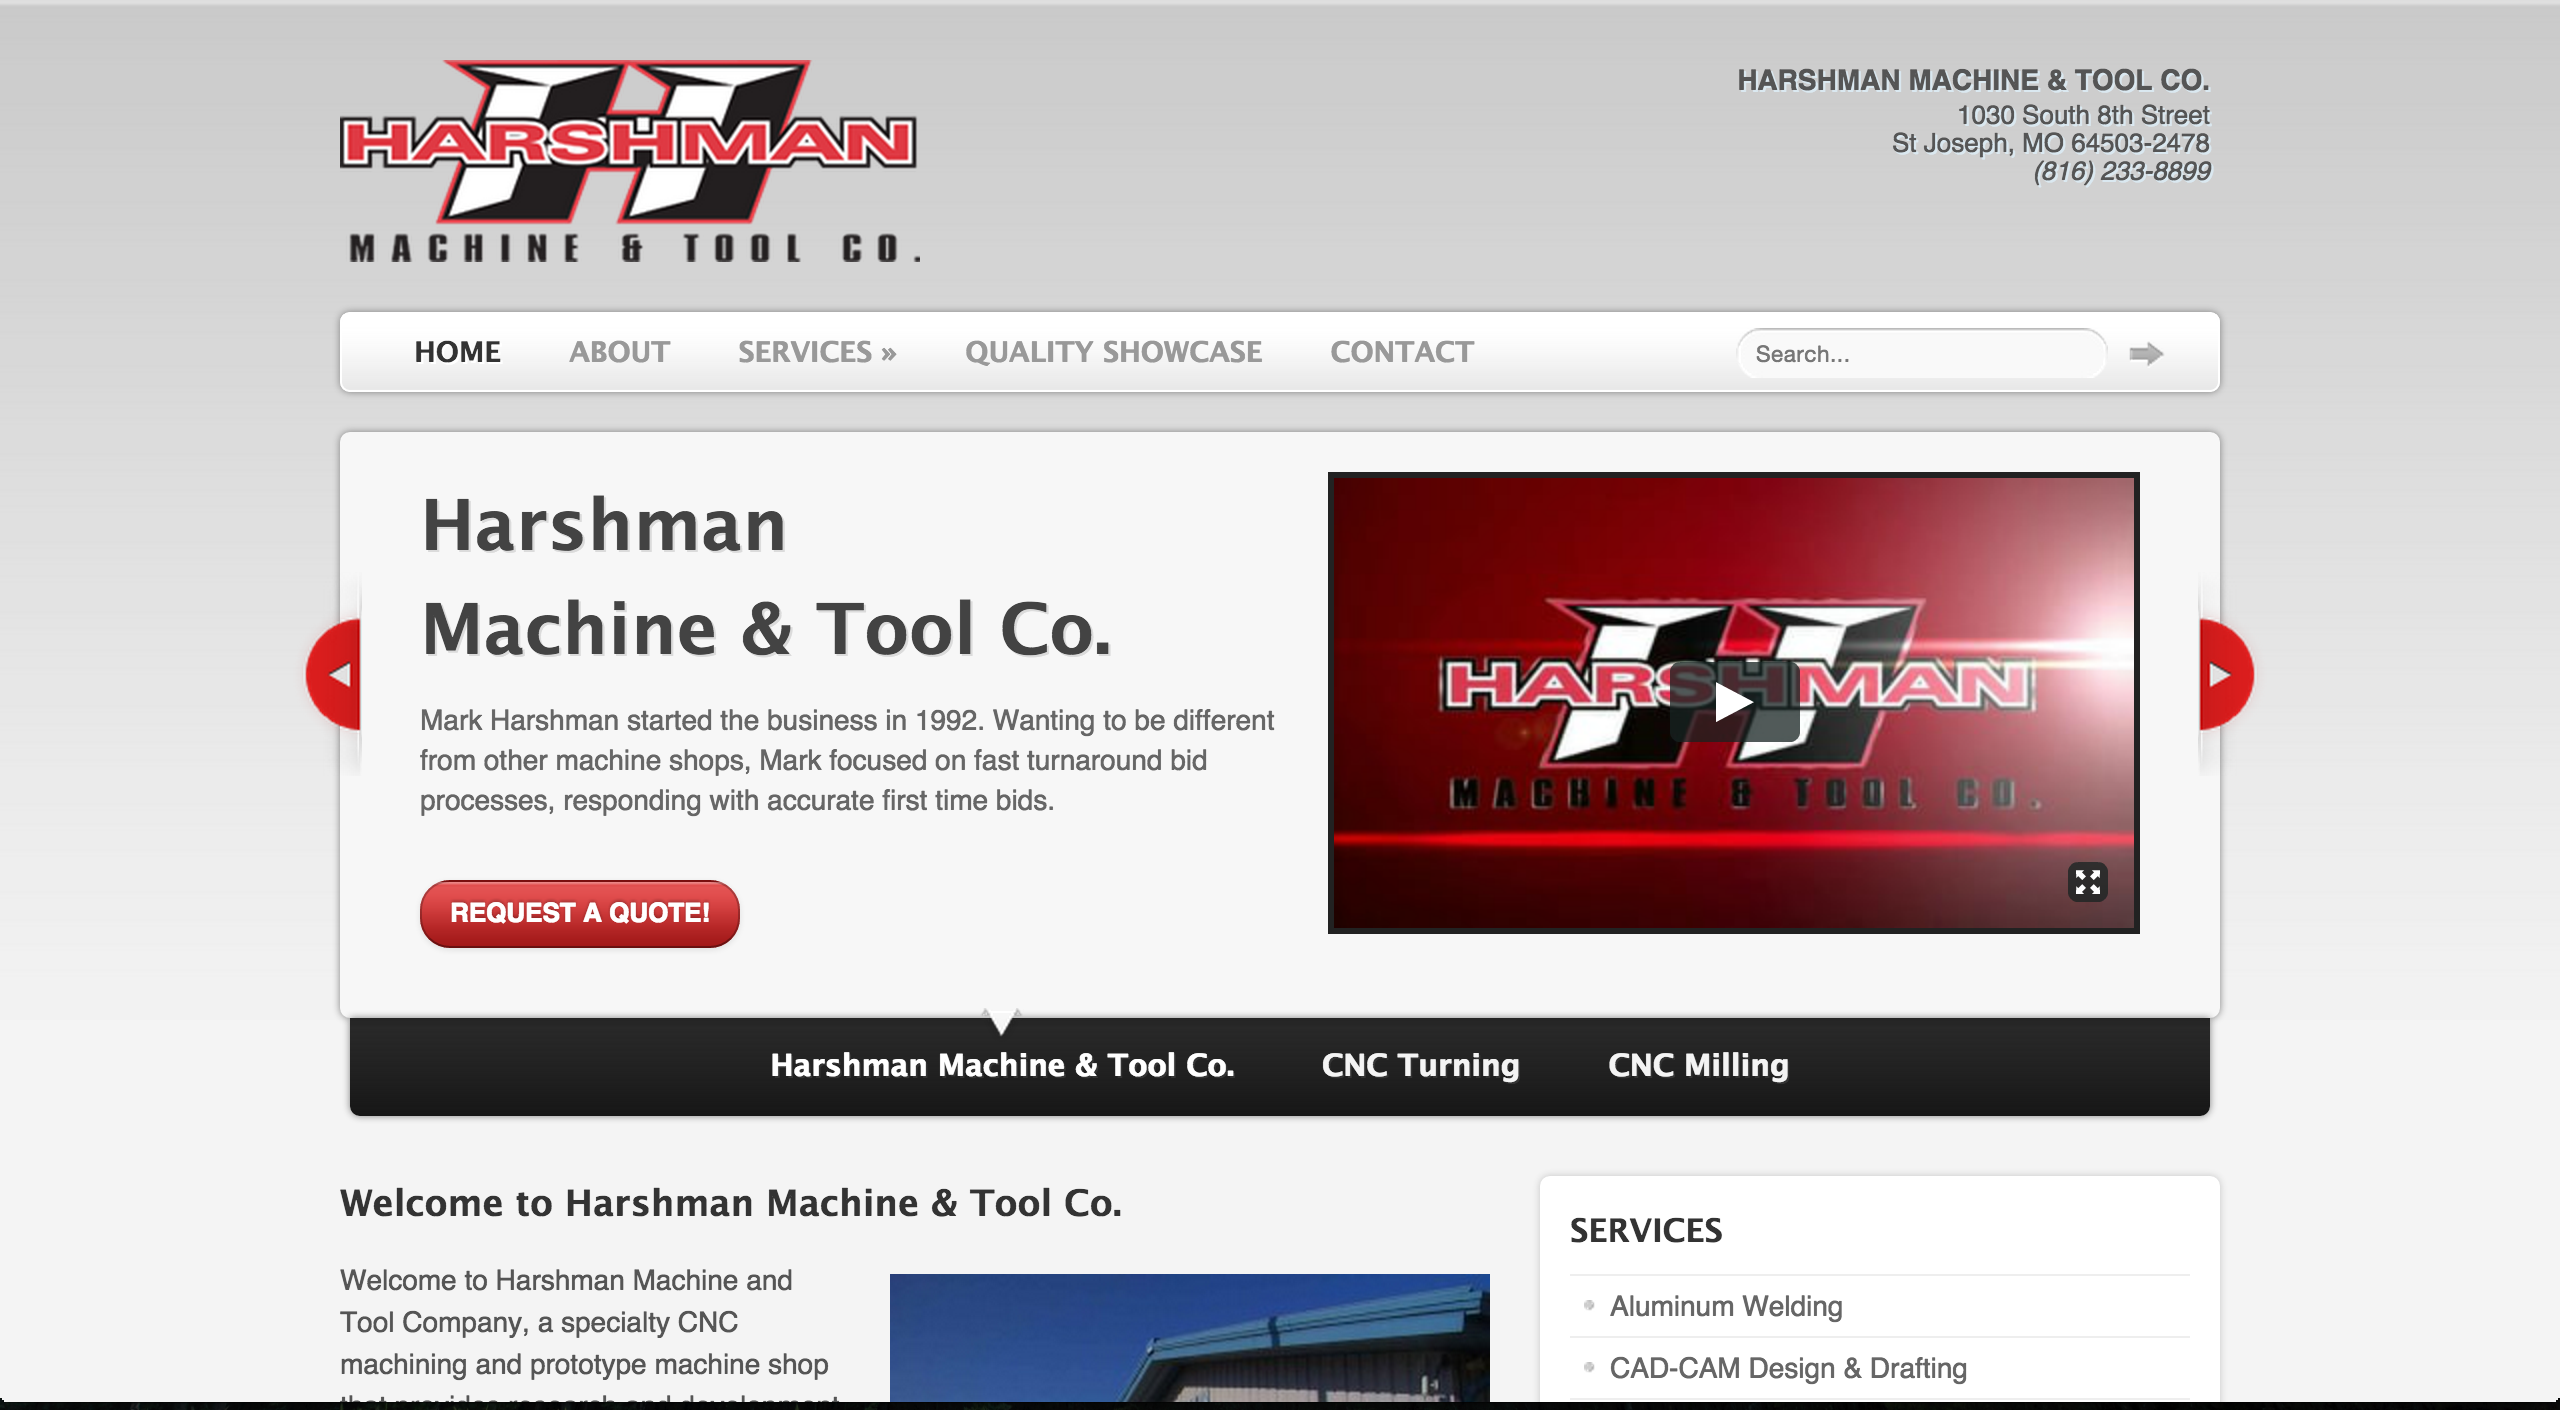 HARSHMAN
MACHINE & TOOL CO.
HARSHMAN MACHINE & TOOL CO.
1030 South 8th Street
St Joseph, MO 64503-2478
(816) 233-8899
HOME ABOUT SERVICES » QUALITY SHOWCASE CONTACT Search...
Harshman
Machine & Tool Co.
Mark Harshman started the business in 1992. Wanting to be different
from other machine shops, Mark focused on fast turnaround bid
processes, responding with accurate first time bids.
REQUEST A QUOTE!
HARSHMAN
MACHINE & TOOL CO.
Harshman Machine & Tool Co. CNC Turning CNC Milling
Welcome to Harshman Machine & Tool Co.
Welcome to Harshman Machine and
Tool Company, a specialty CNC
machining and prototype machine shop
that provides research and development
SERVICES
Aluminum Welding
CAD-CAM Design & Drafting